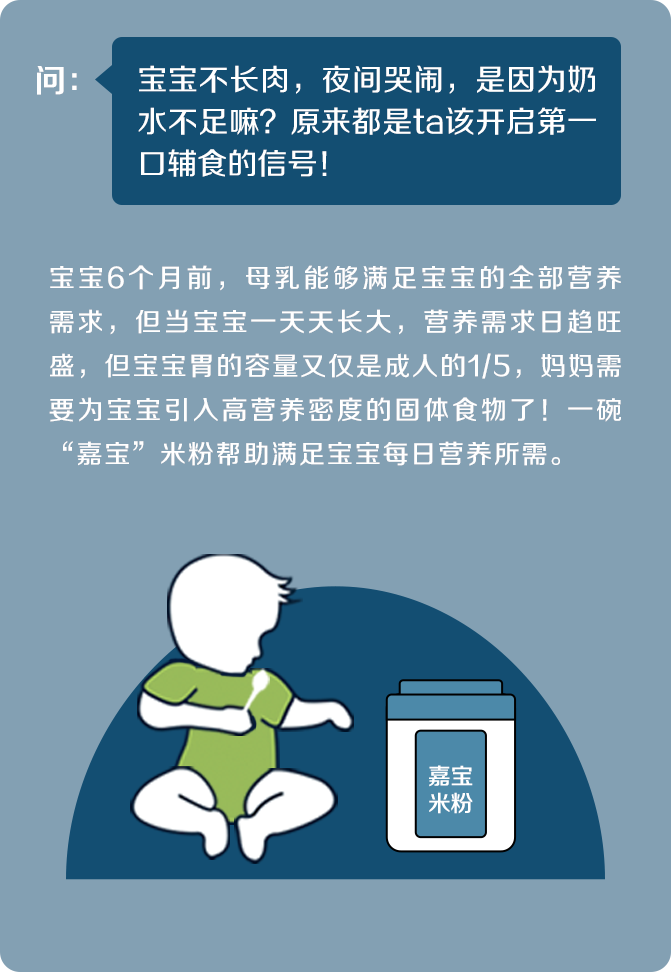 问：
宝宝不长肉，夜间哭闹，是因为奶
水不足嘛？原来都是ta该开启第一
口辅食的信号！
宝宝6个月前，母乳能够满足宝宝的全部营养
需求，但当宝宝一天天长大，营养需求日趋旺
盛，但宝宝胃的容量又仅是成人的1/5，妈妈需
要为宝宝引入高营养密度的固体食物了！一碗
“嘉宝”米粉帮助满足宝宝每日营养所需。
嘉宝
米粉